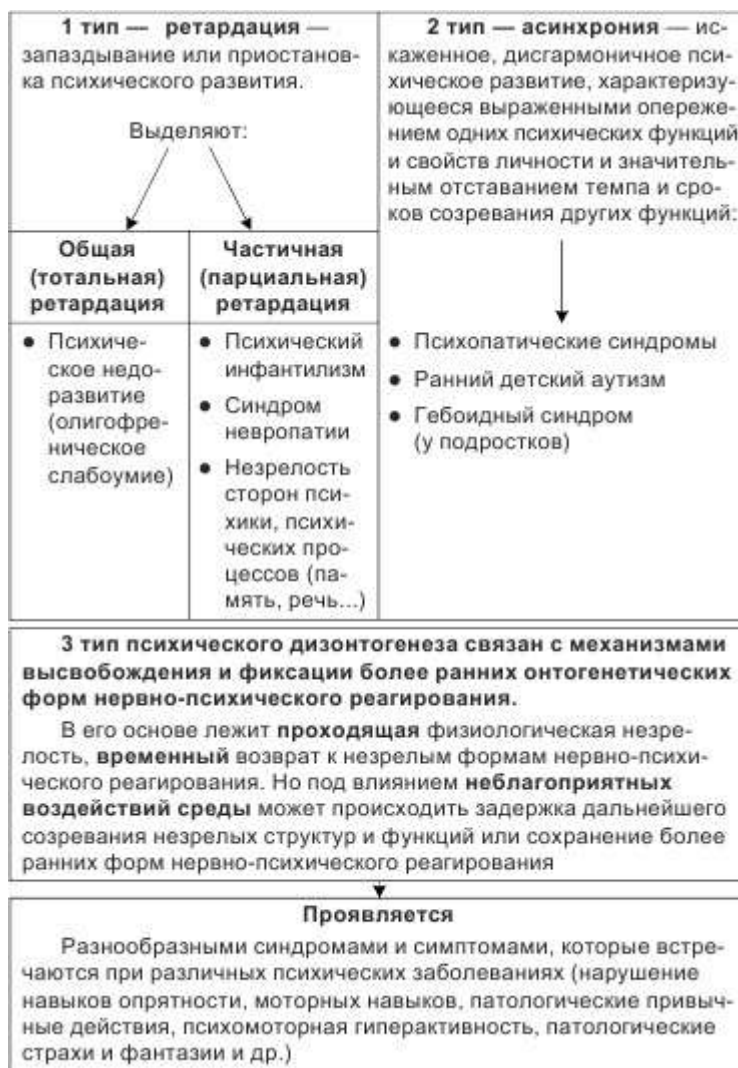 1 тип — ретардация —
запаздывание или приостанов-
ка психического развития.
Выделяют:
2 тип — асинхрония — ис-
каженное, дисгармоничное пси-
хическое развитие, характеризу-
ющееся выраженными опереже-
нием одних психических функций
и свойств личности и значитель-
ным отставанием темпа и сро-
ков созревания других функций:
Общая
(тотальная)
ретардация
Частичная
(парциальная)
ретардация
● Психиче-
ское недо-
развитие
(олигофре-
ническое
слабоумие)
● Психический
инфантилизм
● Синдром
невропатии
● Незрелость
сторон пси-
хики, психи-
ческих про-
цессов (па-
мять, речь...)
● Психопатические синдромы
● Ранний детский аутизм
● Гебоидный синдром
(у подростков)
3 тип психического дизонтогенеза связан с механизмами
высвобождения и фиксации более ранних онтогенетических
форм нервно-психического реагирования.
В его основе лежит проходящая физиологическая незре-
лость, временный возврат к незрелым формам нервно-психи-
ческого реагирования. Но под влиянием неблагоприятных
воздействий среды может происходить задержка дальнейшего
созревания незрелых структур и функций или сохранение более
ранних форм нервно-психического реагирования
Проявляется
Разнообразными синдромами и симптомами, которые встре-
чаются при различных психических заболеваниях (нарушение
навыков опрятности, моторных навыков, патологические привыч-
ные действия, психомоторная гиперактивность, патологические
страхи и фантазии и др.)